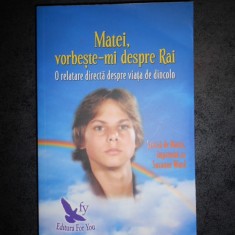 Matei,
vorbește-mi despre Rai
O relatare directă despre viața de dincolo
fy
Editura For You